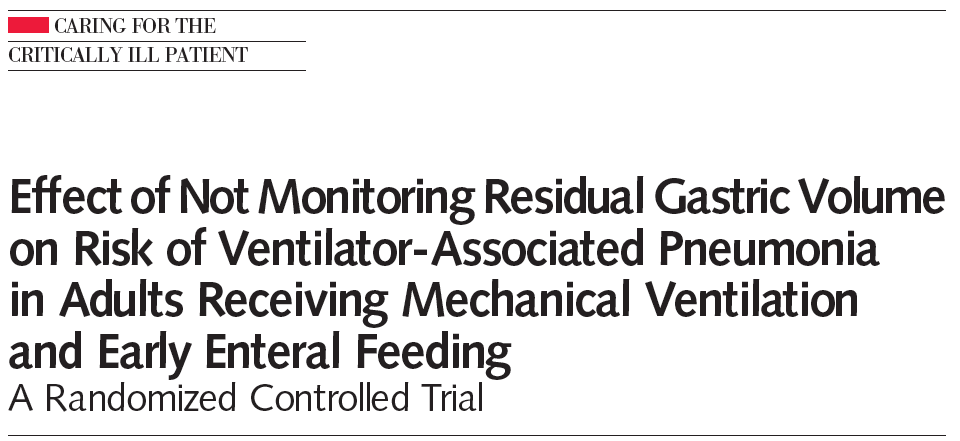 CARING FOR THE
CRITICALLY ILL PATIENT
Effect of Not Monitoring Residual Gastric Volume
on Risk of Ventilator-Associated Pneumonia
in Adults Receiving Mechanical Ventilation
and Early Enteral Feeding
A Randomized Controlled Trial